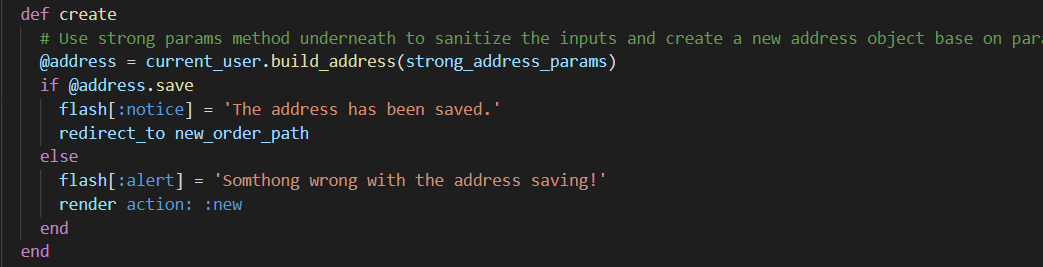 def create
# Use strong params method underneath to sanitize the inputs and create a new address object base on
@address = current_user.build_address(strong_address_params)
if @address.save
flash[:notice] = 'The address has been saved.'
redirect_to new_order_path
else
flash[:alert] = 'Somthong wrong with the address saving!'
render action: :new
end
end